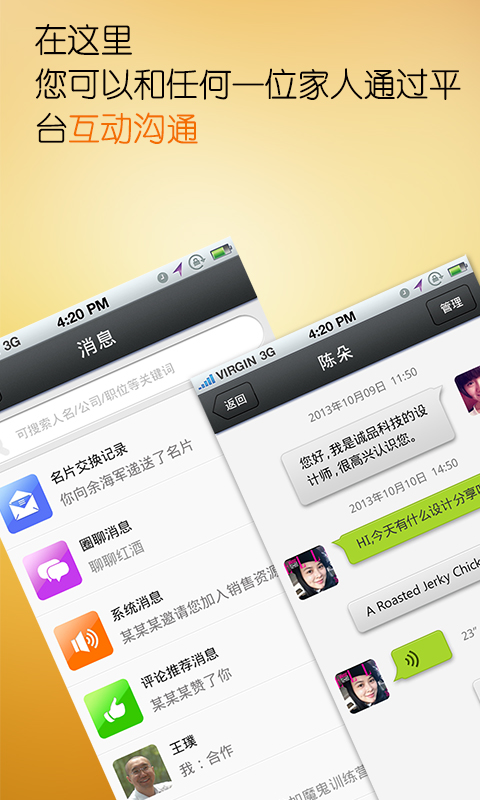 在这里
您可以和任何一位家人通过平
台互动沟通
3G
4:20 PM
消息
可搜索人名/公司/职位等关键词
名片交换记录
你向余海军递送了名片
圈聊消息
聊聊红酒
系统消息
某某某邀请您加入销售资源
评论推荐消息
某某某赞了你
王璞
我：合作
加魔鬼训练营
VIRGIN 3G
4:20 PM
返回
陈朵
管理
2013年10月09日 11:50
您好,我是诚品科技的设
计师,很高兴认识您。
2013年10月10日 14:50
HI,今天有什么设计分享
A Roasted Jerky Chick
23"